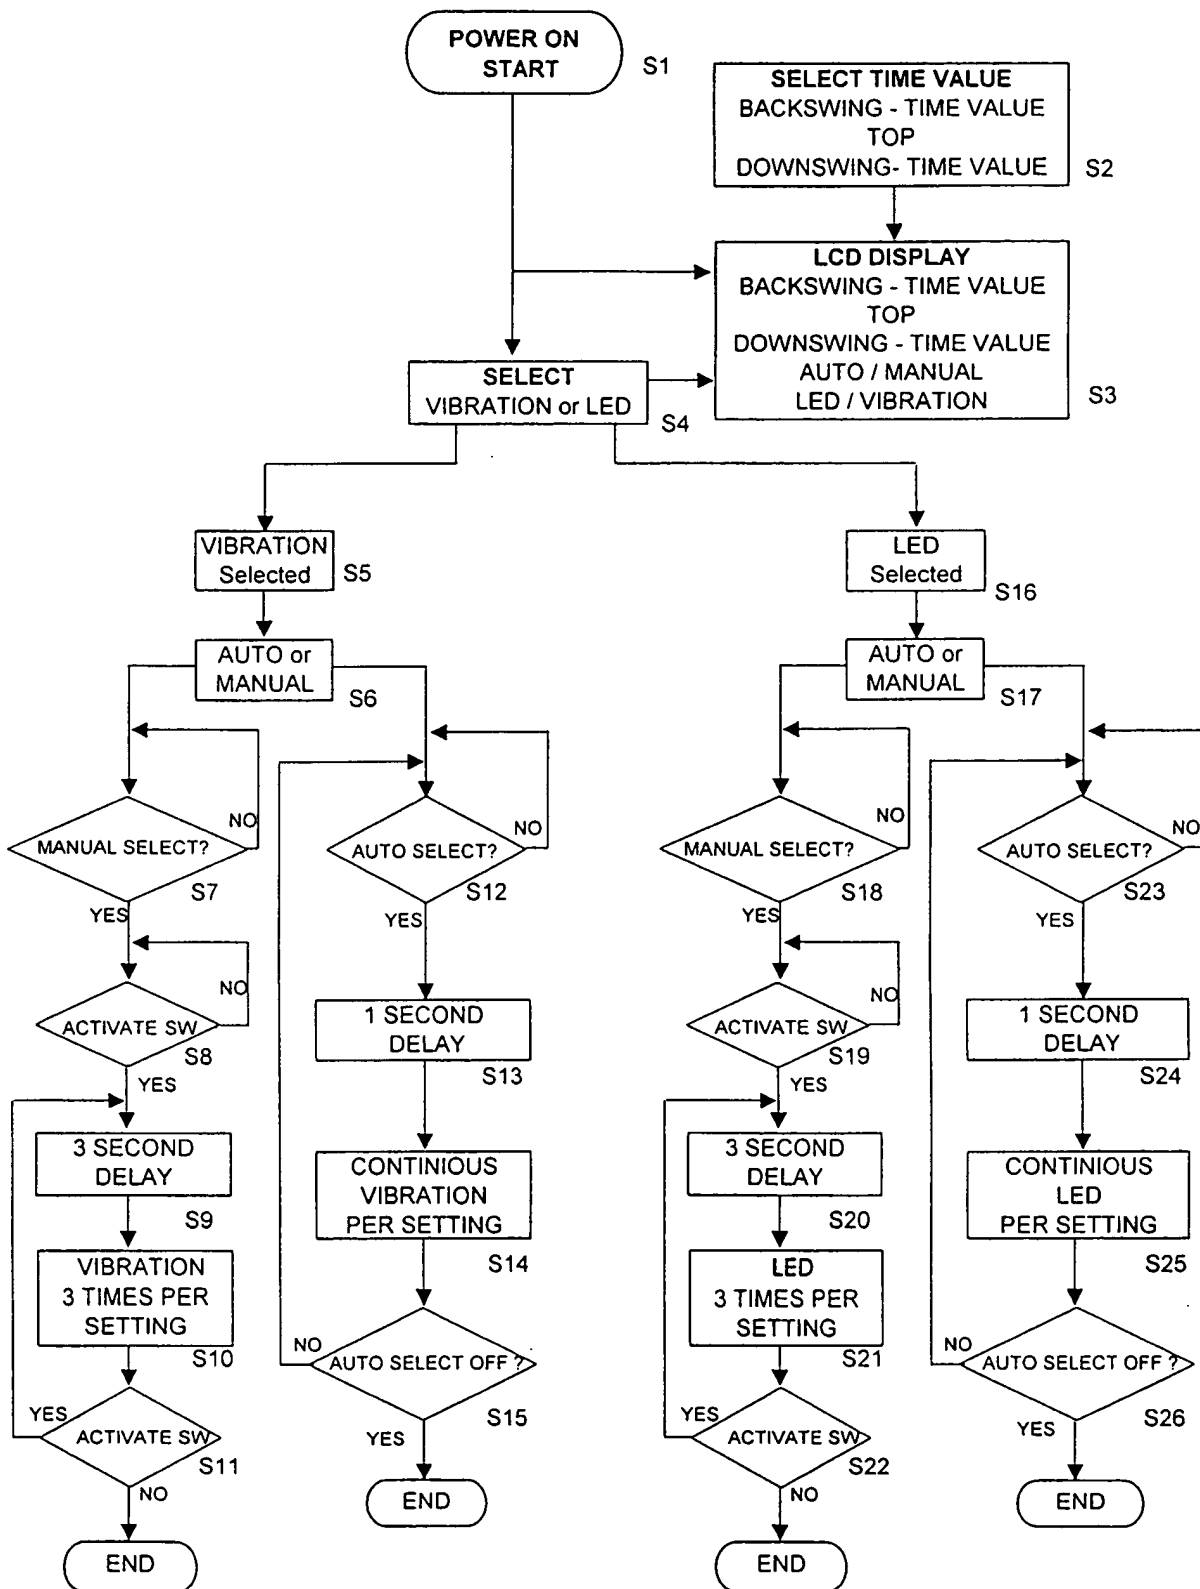 POWER ON
START
S1
SELECT TIME VALUE
BACKSWING - TIME VALUE
TOP
DOWNSWING- TIME VALUE
S2
LCD DISPLAY
BACKSWING - TIME VALUE
TOP
DOWNSWING - TIME VALUE
AUTO / MANUAL
LED / VIBRATION
S3
SELECT
VIBRATION or LED
S4
VIBRATION
Selected
S5
AUTO or
MANUAL
S6
NO
MANUAL SELECT?
S7
YES
NO
ACTIVATE SW
S8
YES
3 SECOND
DELAY
S9
VIBRATION
3 TIMES PER
SETTING
S10
YES
ACTIVATE SW
S11
NO
END
NO
AUTO SELECT?
S12
YES
1 SECOND
DELAY
S13
CONTINIOUS
VIBRATION
PER SETTING
S14
NO
AUTO SELECT OFF ?
S15
YES
END
LED
Selected
S16
AUTO or
MANUAL
S17
NO
MANUAL SELECT?
S18
YES
NO
ACTIVATE SW
S19
YES
3 SECOND
DELAY
S20
LED
3 TIMES PER
SETTING
S21
YES
ACTIVATE SW
S22
NO
END
NO
AUTO SELECT?
S23
YES
1 SECOND
DELAY
S24
CONTINIOUS
LED
PER SETTING
S25
NO
AUTO SELECT OFF ?
S26
YES
END